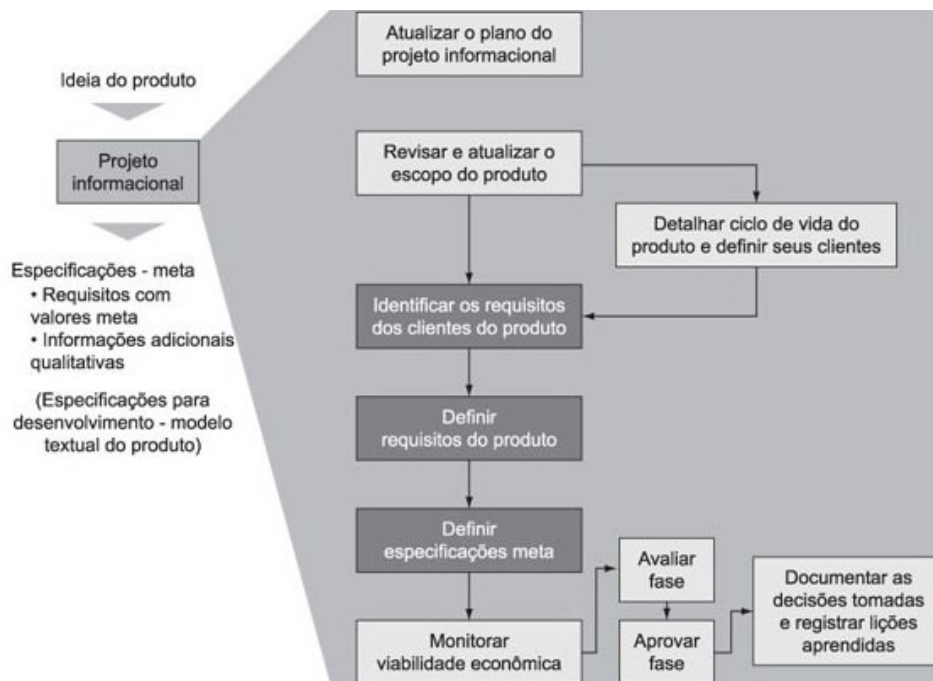 Ideia do produto
Projeto
informacional
Especificações - meta
• Requisitos com
valores meta
• Informações adicionais
qualitativas
(Especificações para
desenvolvimento - modelo
textual do produto)
Atualizar o plano do
projeto informacional
Revisar e atualizar o
escopo do produto
Detalhar ciclo de vida do
produto e definir seus clientes
Identificar os requisitos
dos clientes do produto
Definir
requisitos do produto
Definir
especificações meta
Monitorar
viabilidade econômica
Avaliar
fase
Aprovar
fase
Documentar as
decisões tomadas
e registrar lições
aprendidas